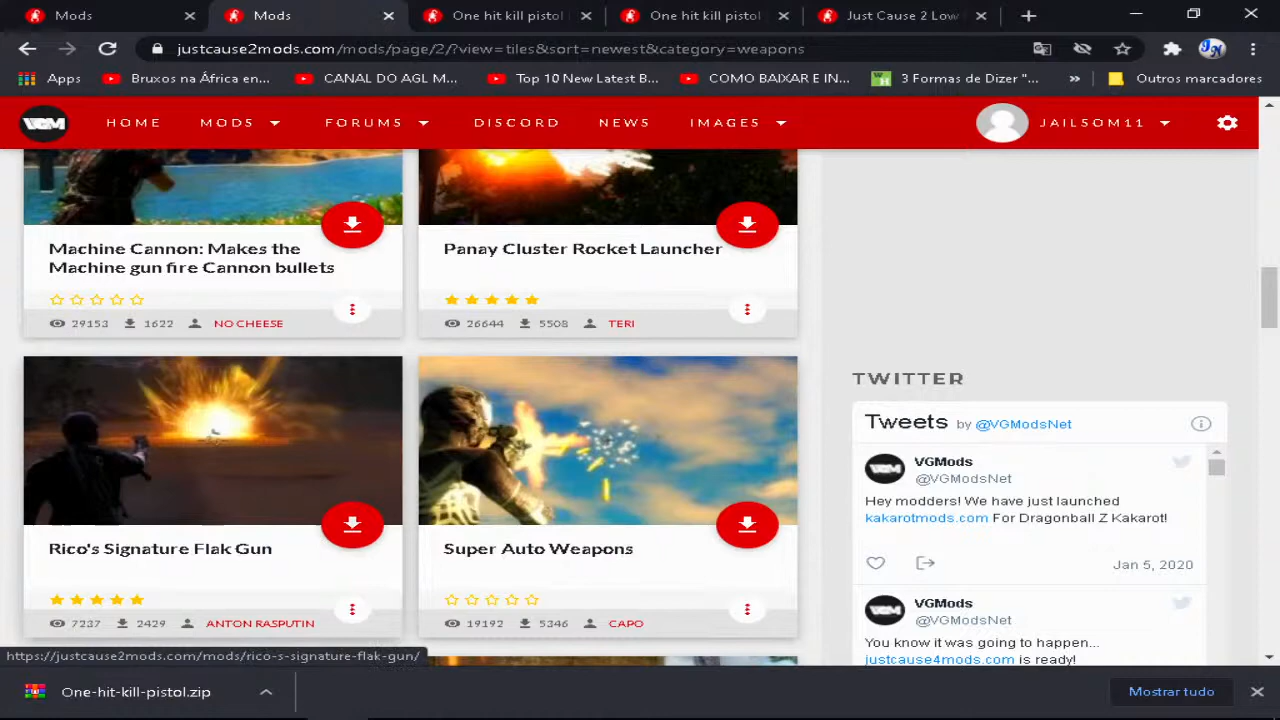 Mods
Mods
One hit kill pistol
One hit kill pistol
Just Cause 2 Low
justcause2mods.com/mods/page/2/?view=tiles&sort=newest&category=weapons
Apps
Bruxos na África en...
CANAL DO AGL M...
Top 10 New Latest B...
COMO BAIXAR E IN...
3 Formas de Dizer "...
»
Outros marcadores
VGM
HOME
MODS
FORUMS
DISCORD
NEWS
IMAGES
JAILSOM11
Machine Cannon: Makes the
Machine gun fire Cannon bullets
29153
1622
NO CHEESE
Panay Cluster Rocket Launcher
26644
5508
TERI
Rico's Signature Flak Gun
7237
2429
ANTON RASPUTIN
Super Auto Weapons
19192
5346
CAPO
TWITTER
Tweets by @VGModsNet
VGMods
@VGModsNet
Hey modders! We have just launched
kakarotmods.com For Dragonball Z Kakarot!
Jan 5, 2020
VGMods
@VGModsNet
You know it was going to happen...
justcause4mods.com is ready!
https://justcause2mods.com/mods/rico-s-signature-flak-gun/
One-hit-kill-pistol.zip
Mostrar tudo